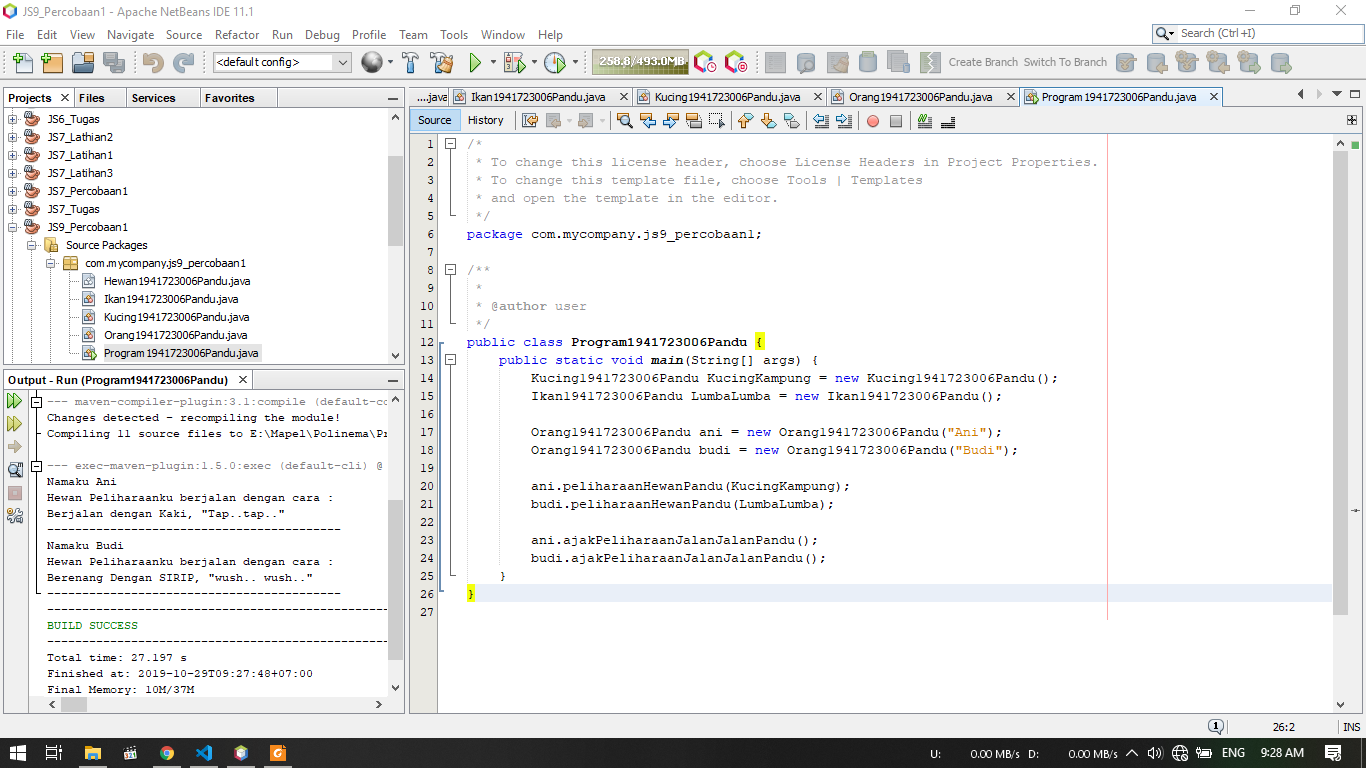 JS9_Percobaan1 - Apache NetBeans IDE 11.1
File Edit View Navigate Source Refactor Run Debug Profile Team Tools Window Help
Search (Ctrl+I)
<default config>
258.8/493.0MB
Create Branch Switch To Branch
Projects Files Services Favorites
JS6_Tugas
JS7_Lathian2
JS7_Latihan1
JS7_Latihan3
JS7_Percobaan1
JS7_Tugas
JS9_Percobaan1
Source Packages
com.mycompany.js9_percobaan1
Hewan1941723006Pandu.java
Ikan1941723006Pandu.java
Kucing1941723006Pandu.java
Orang1941723006Pandu.java
Program1941723006Pandu.java
Output - Run (Program1941723006Pandu)
--- maven-compiler-plugin:3.1:compile (default-co
Changes detected - recompiling the module!
Compiling 11 source files to E:\Mapel\Polinema\Pr
--- exec-maven-plugin:1.5.0:exec (default-cli) @
Namaku Ani
Hewan Peliharaanku berjalan dengan cara :
Berjalan dengan Kaki, "Tap..tap.."
-------------------------------------
Namaku Budi
Hewan Peliharaanku berjalan dengan cara :
Berenang Dengan SIRIP, "wush.. wush.."
-------------------------------------
-------------------------------------------
BUILD SUCCESS
-------------------------------------------
Total time: 27.197 s
Finished at: 2019-10-29T09:27:48+07:00
Final Memory: 10M/37M
....java Ikan1941723006Pandu.java Kucing1941723006Pandu.java Orang1941723006Pandu.java Program1941723006Pandu.java
Source History
1 /*
2 * To change this license header, choose License Headers in Project Properties.
3 * To change this template file, choose Tools | Templates
4 * and open the template in the editor.
5 */
6 package com.mycompany.js9_percobaan1;
7
8 /**
9 *
10 * @author user
11 */
12 public class Program1941723006Pandu {
13 public static void main(String[] args) {
14 Kucing1941723006Pandu KucingKampung = new Kucing1941723006Pandu();
15 Ikan1941723006Pandu LumbaLumba = new Ikan1941723006Pandu();
16
17 Orang1941723006Pandu ani = new Orang1941723006Pandu("Ani");
18 Orang1941723006Pandu budi = new Orang1941723006Pandu("Budi");
19
20 ani.peliharaanHewanPandu(KucingKampung);
21 budi.peliharaanHewanPandu(LumbaLumba);
22
23 ani.ajakPeliharaanJalanJalanPandu();
24 budi.ajakPeliharaanJalanJalanPandu();
25 }
26 }
27
1 26:2 INS
U: 0.00 MB/s D: 0.00 MB/s ENG 9:28 AM